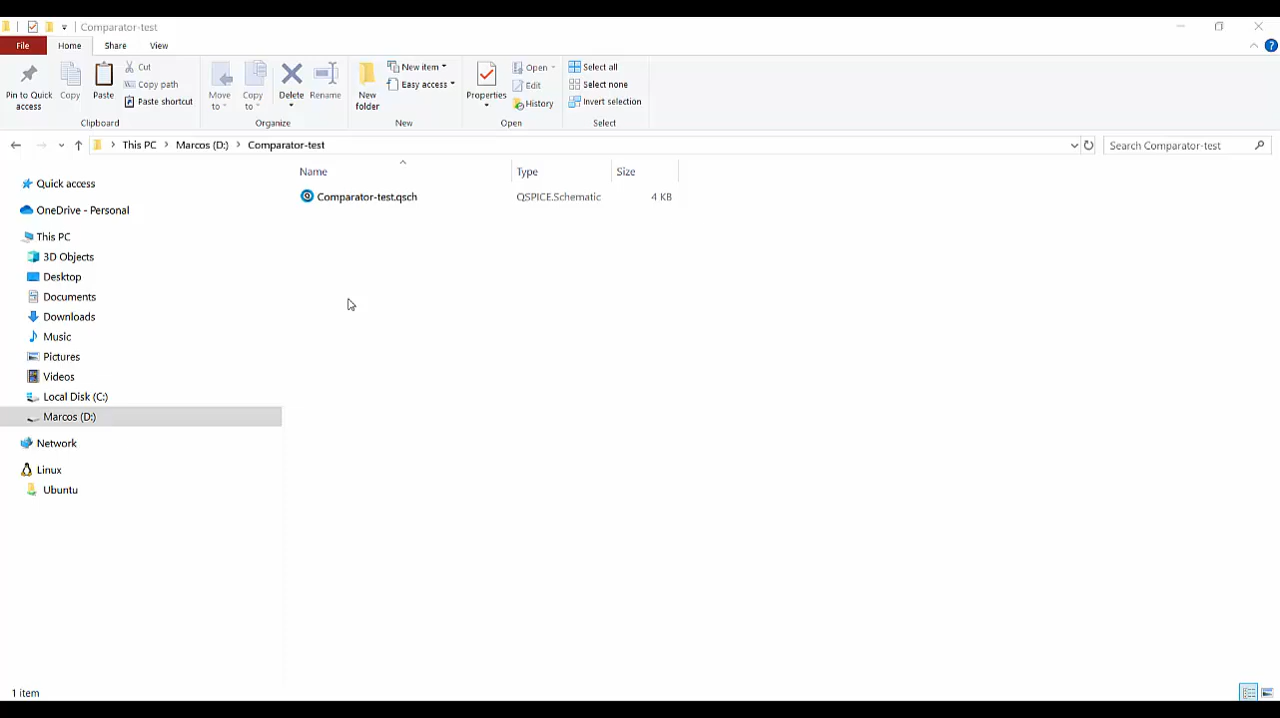 Comparator-test
File
Home
Share
View
Pin to Quick access
Copy
Paste
Cut
Copy path
Paste shortcut
Clipboard
Move to
Copy to
Delete
Rename
Organize
New folder
New item
Easy access
New
Properties
Open
Edit
History
Open
Select all
Select none
Invert selection
Select
This PC
Marcos (D:)
Comparator-test
Search Comparator-test
Name
Type
Size
Comparator-test.qsch
QSPICE.Schematic
4 KB
Quick access
OneDrive - Personal
This PC
3D Objects
Desktop
Documents
Downloads
Music
Pictures
Videos
Local Disk (C:)
Marcos (D:)
Network
Linux
Ubuntu
1 item